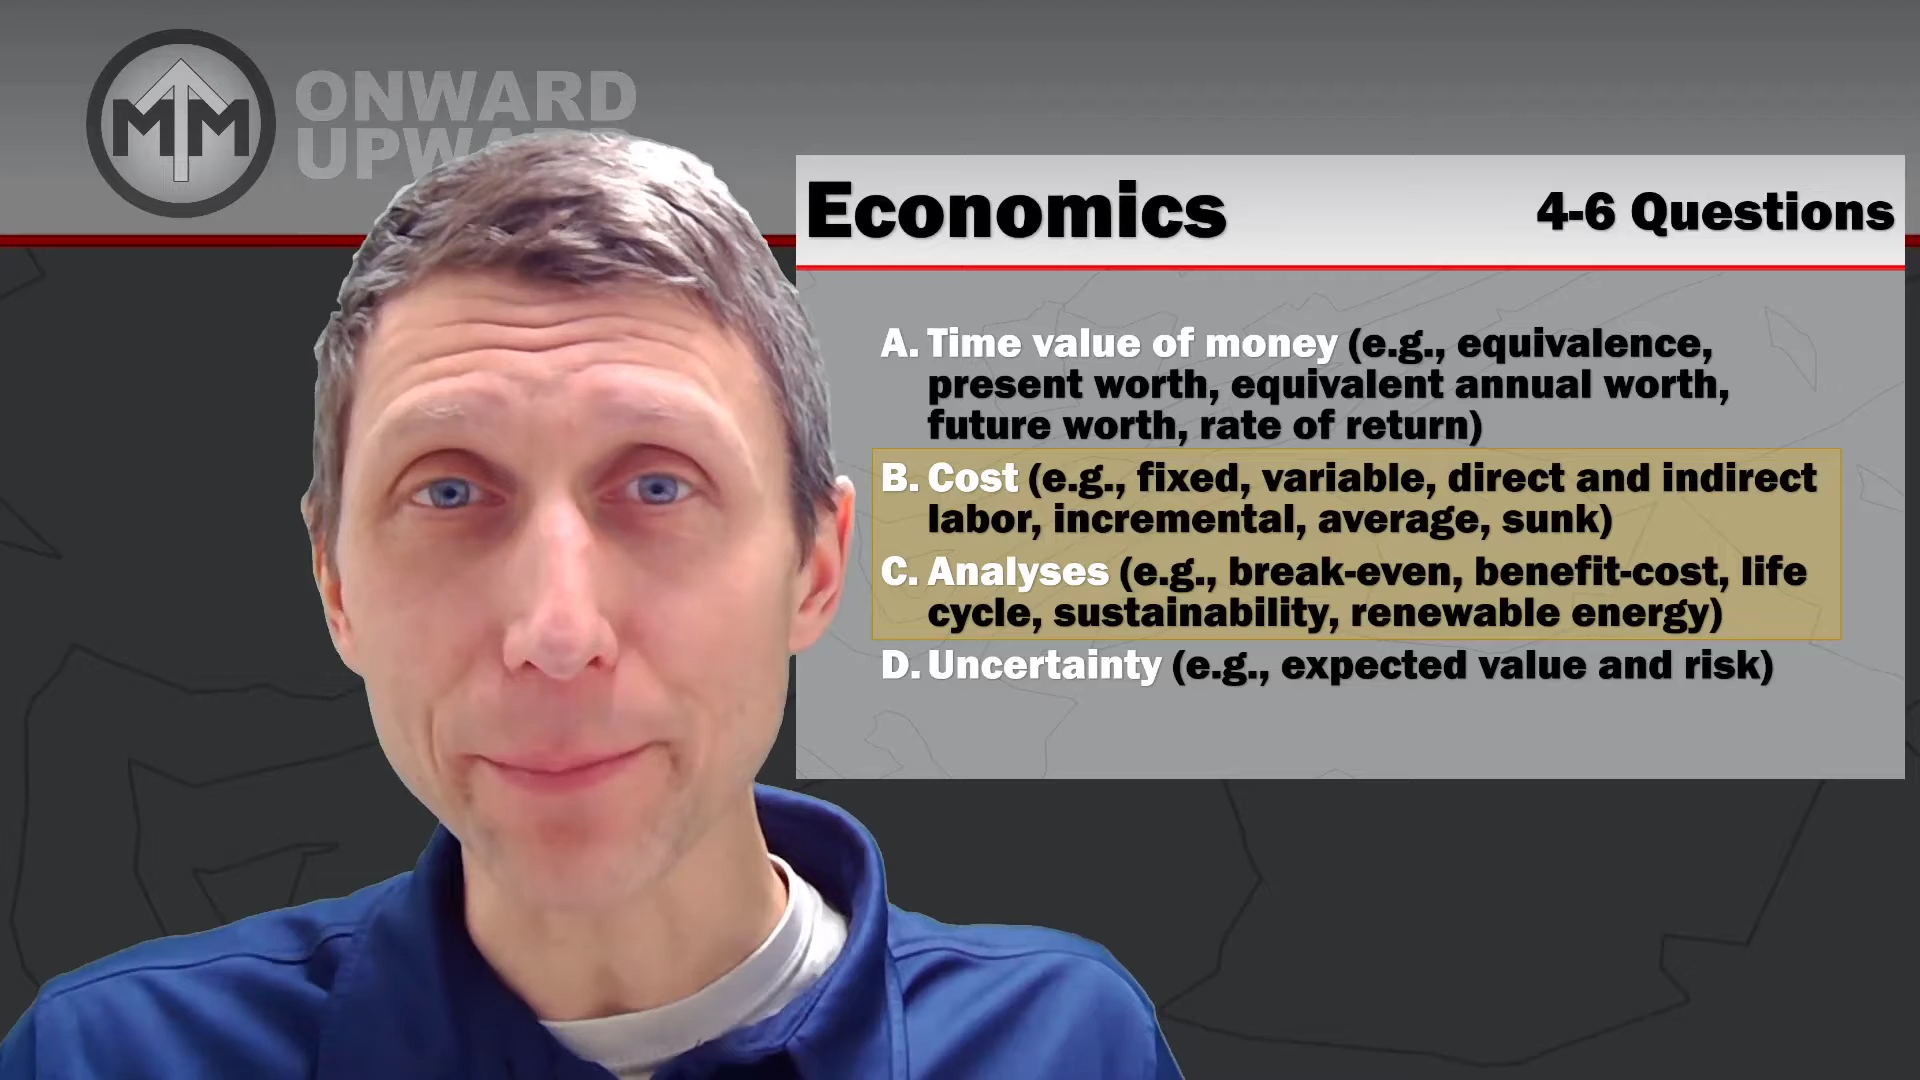 MM
ONWARD
UPWARD
Economics
4-6 Questions
A. Time value of money (e.g., equivalence,
present worth, equivalent annual worth,
future worth, rate of return)
B. Cost (e.g., fixed, variable, direct and indirect
labor, incremental, average, sunk)
C. Analyses (e.g., break-even, benefit-cost, life
cycle, sustainability, renewable energy)
D. Uncertainty (e.g., expected value and risk)